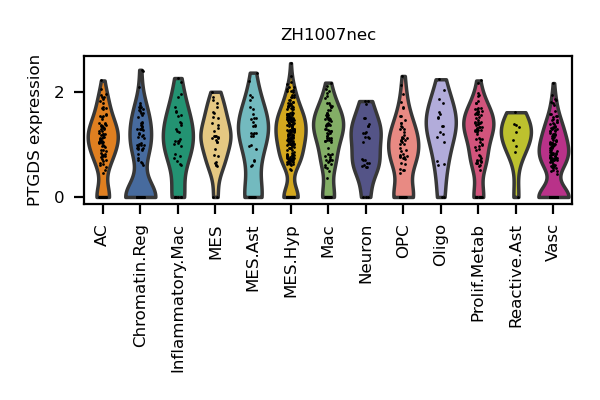 ZH1007nec
PTGDS expression
2
0
AC
Chromatin.Reg
Inflammatory.Mac
MES
MES.Ast
MES.Hyp
Mac
Neuron
OPC
Oligo
Prolif.Metab
Reactive.Ast
Vasc